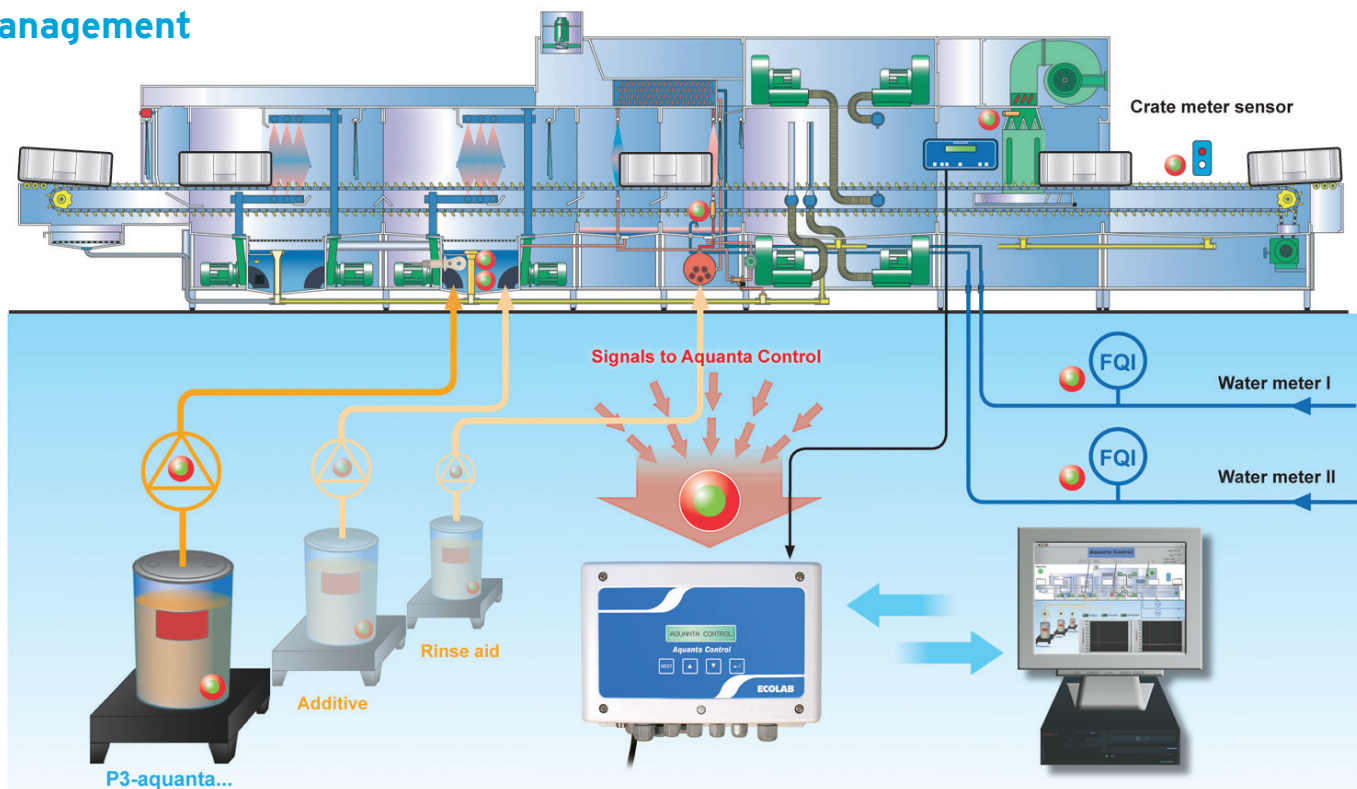 anagement
Crate meter sensor
Signals to Aquanta Control
FQI
Water meter I
FQI
Water meter II
Aquanta Control
AQUANTA CONTROL
Aquanta Control
NEXT
ECOLAB
Rinse aid
Additive
P3-aquanta...